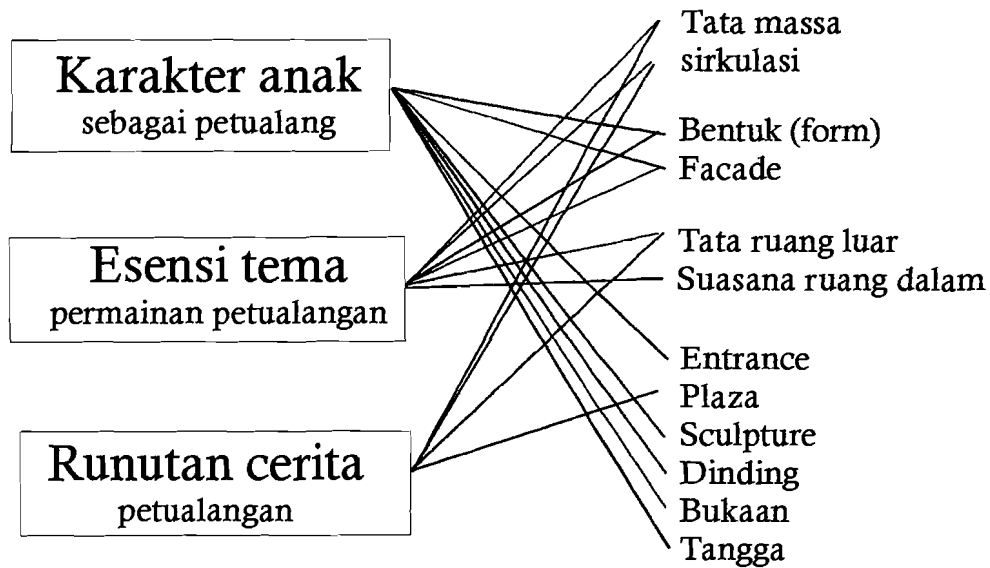 Karakter anak
sebagai petualang
Esensi tema
permainan petualangan
Runutan cerita
petualangan
Tata massa
sirkulasi
Bentuk (form)
Facade
Tata ruang luar
Suasana ruang dalam
Entrance
Plaza
Sculpture
Dinding
Bukaan
Tangga